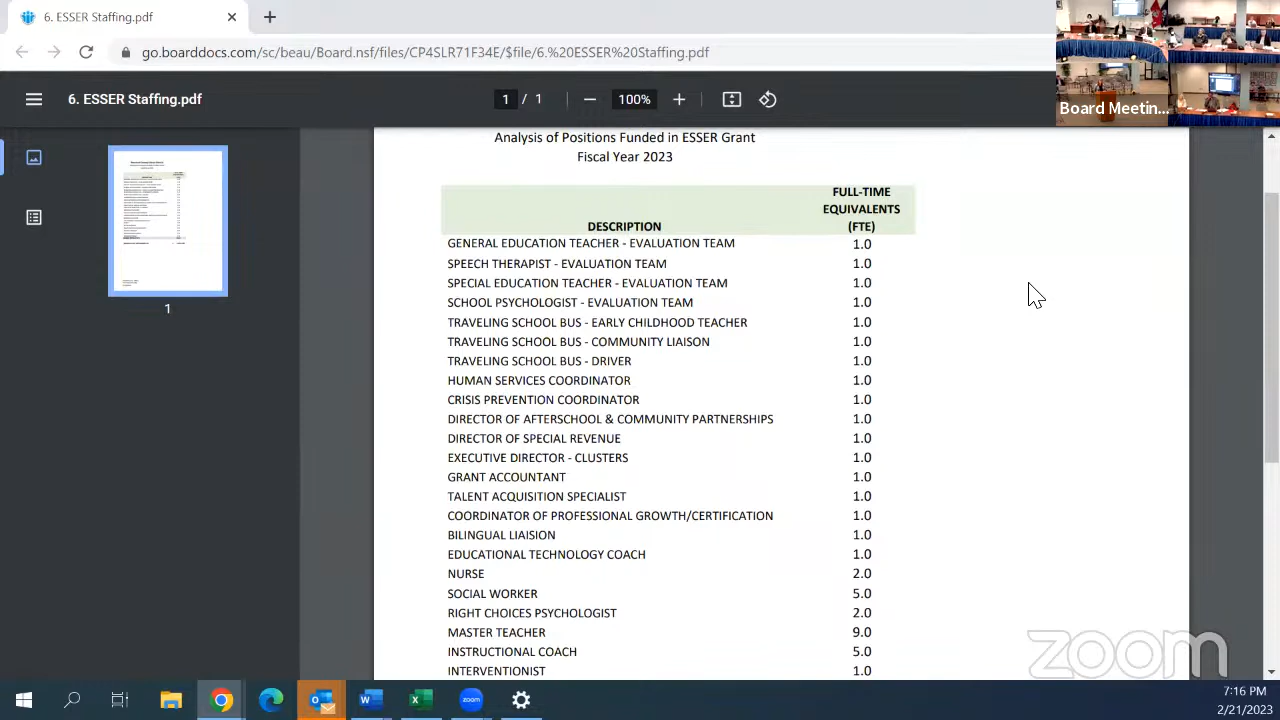 6. ESSER Staffing.pdf
go.boarddocs.com/sc/beau/Board.nsf/files/CP4SLR71F34F/$file/6.%20ESSER%20Staffing.pdf
6. ESSER Staffing.pdf
1 / 1
100%
Board Meetin...
Analysis of Positions Funded in ESSER Grant
Fiscal Year 2023
FULL-TIME
EQUIVALENTS
DESCRIPTION (FTE)
GENERAL EDUCATION TEACHER - EVALUATION TEAM 1.0
SPEECH THERAPIST - EVALUATION TEAM 1.0
SPECIAL EDUCATION TEACHER - EVALUATION TEAM 1.0
SCHOOL PSYCHOLOGIST - EVALUATION TEAM 1.0
TRAVELING SCHOOL BUS - EARLY CHILDHOOD TEACHER 1.0
TRAVELING SCHOOL BUS - COMMUNITY LIAISON 1.0
TRAVELING SCHOOL BUS - DRIVER 1.0
HUMAN SERVICES COORDINATOR 1.0
CRISIS PREVENTION COORDINATOR 1.0
DIRECTOR OF AFTERSCHOOL & COMMUNITY PARTNERSHIPS 1.0
DIRECTOR OF SPECIAL REVENUE 1.0
EXECUTIVE DIRECTOR - CLUSTERS 1.0
GRANT ACCOUNTANT 1.0
TALENT ACQUISITION SPECIALIST 1.0
COORDINATOR OF PROFESSIONAL GROWTH/CERTIFICATION 1.0
BILINGUAL LIAISION 1.0
EDUCATIONAL TECHNOLOGY COACH 1.0
NURSE 2.0
SOCIAL WORKER 5.0
RIGHT CHOICES PSYCHOLOGIST 2.0
MASTER TEACHER 9.0
INSTRUCTIONAL COACH 5.0
INTERVENTIONIST 1.0
1
zoom
zoom
7:16 PM
2/21/2023